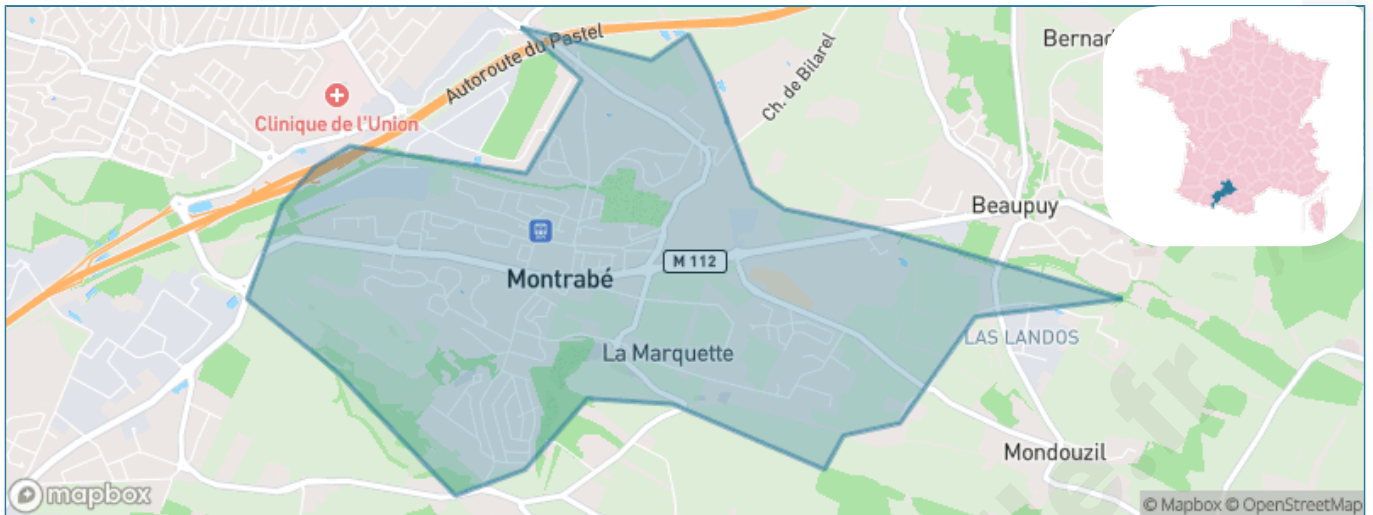 Autoroute du Pastel
Clinique de l'Union
Ch. de Bilarel
Bernad
Beaupuy
M 112
Montrabé
La Marquette
LAS LANDOS
Mondouzil
mapbox
© Mapbox © OpenStreetMap